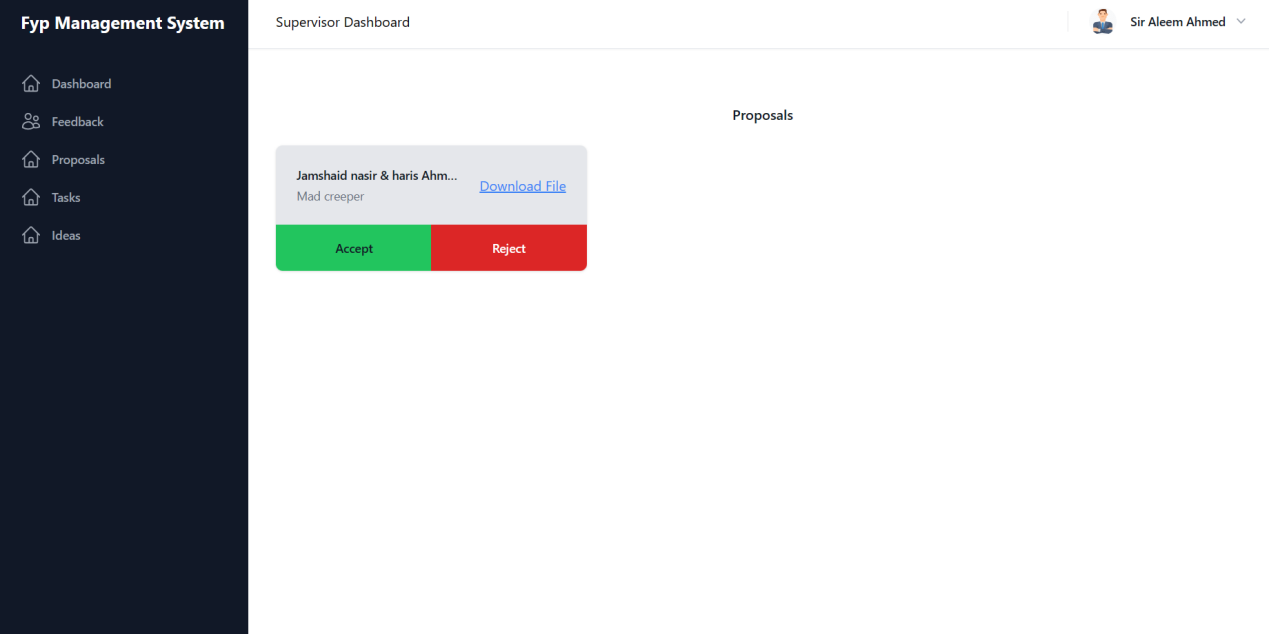 Fyp Management System
Supervisor Dashboard
Sir Aleem Ahmed
Dashboard
Feedback
Proposals
Tasks
Ideas
Proposals
Jamshaid nasir & haris Ahm...
Mad creeper
Download File
Accept
Reject